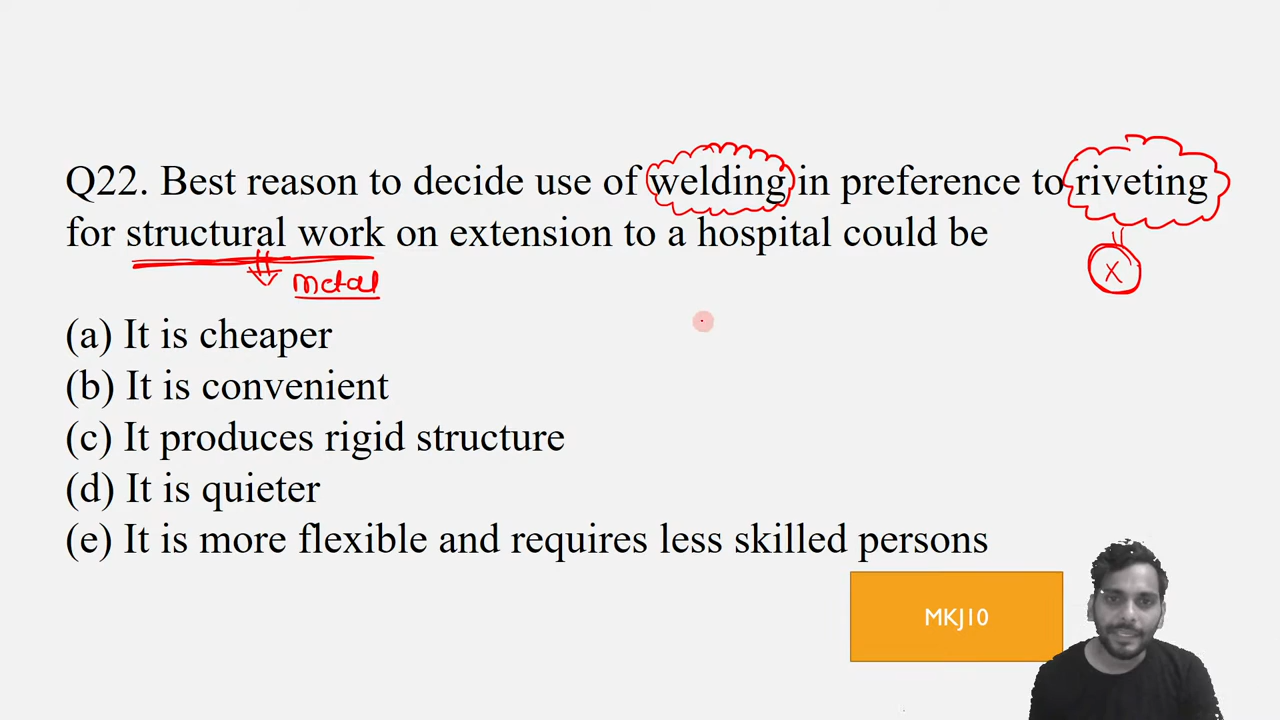 Q22. Best reason to decide use of welding in preference to riveting
for structural work on extension to a hospital could be
metal
X
(a) It is cheaper
(b) It is convenient
(c) It produces rigid structure
(d) It is quieter
(e) It is more flexible and requires less skilled persons
MKJ10